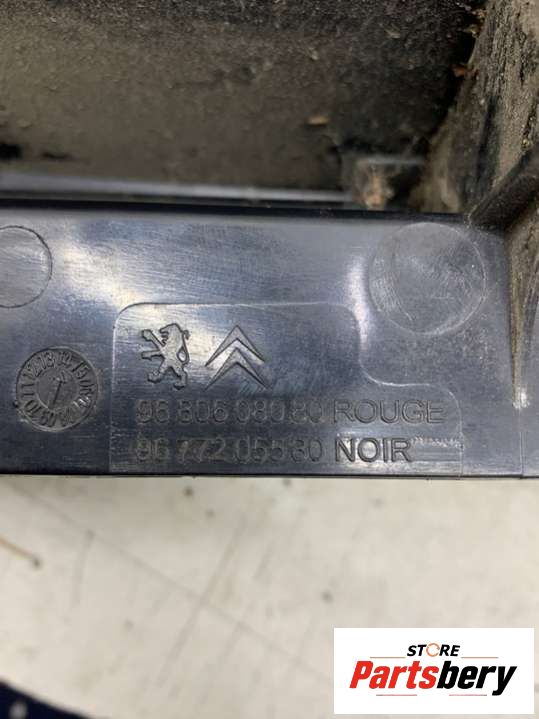 96 806 080 80 ROUGE
96 772 055 80 NOIR
STORE
Partsbery